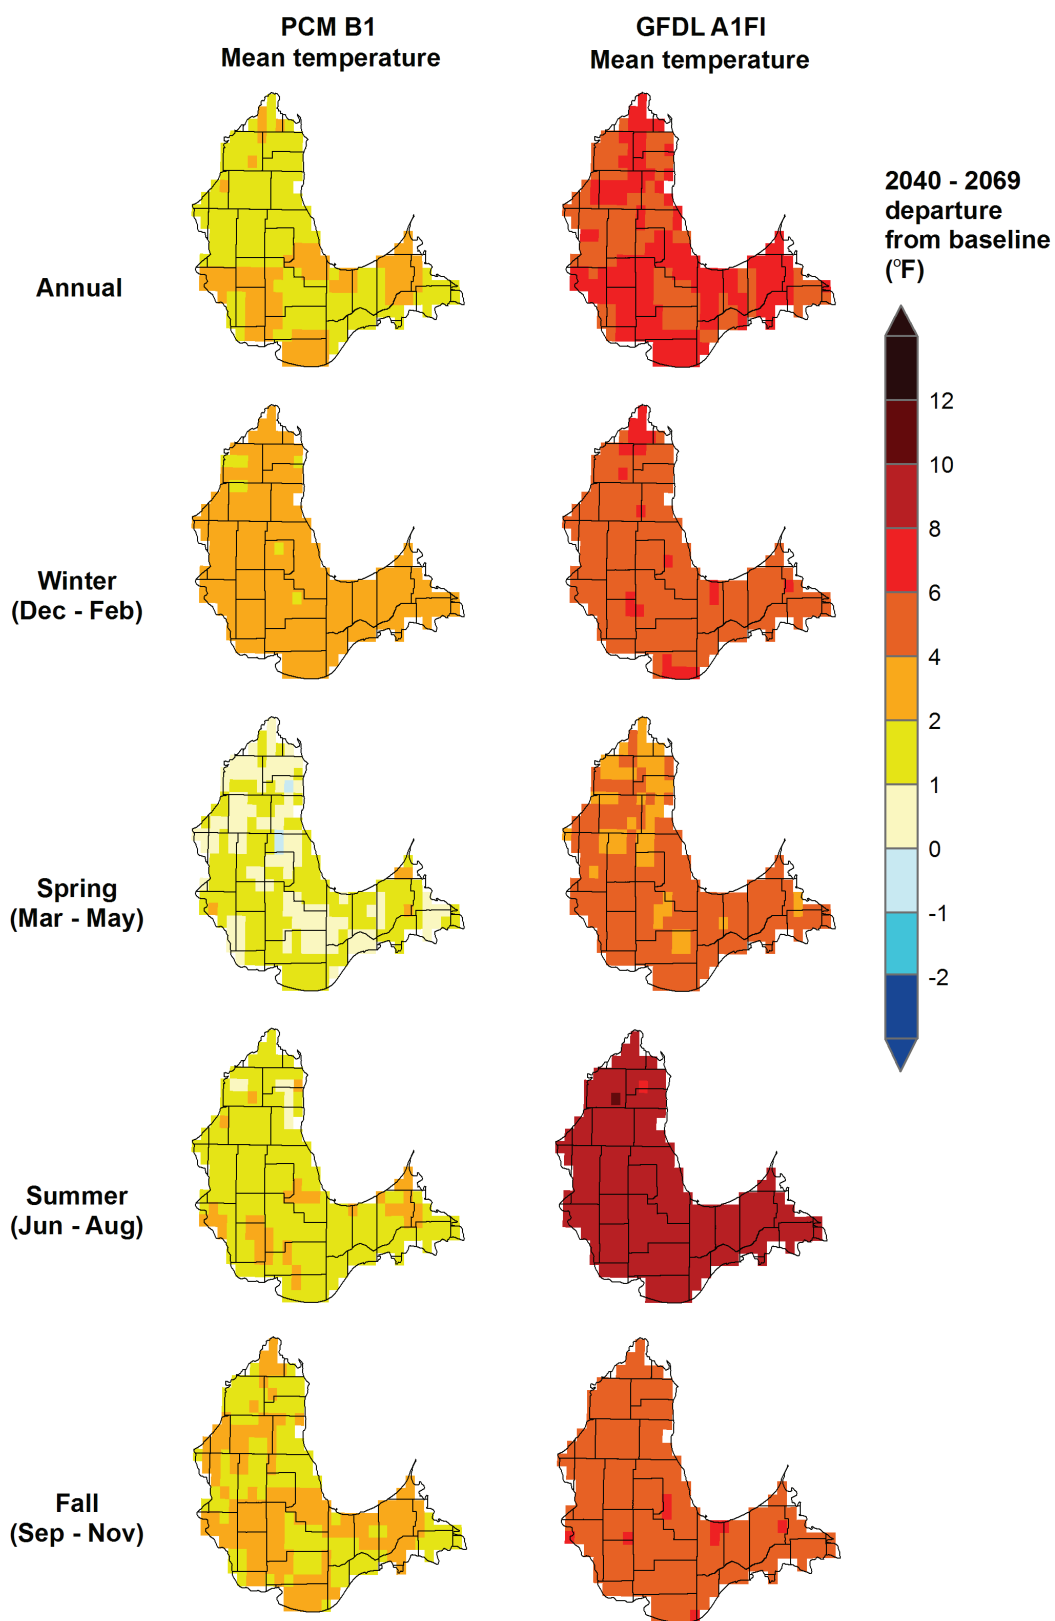 PCM B1
Mean temperature
GFDL A1FI
Mean temperature
2040 - 2069
departure
from baseline
(°F)
Annual
12
10
8
6
4
2
1
0
-1
-2
Winter
(Dec - Feb)
Spring
(Mar - May)
Summer
(Jun - Aug)
Fall
(Sep - Nov)